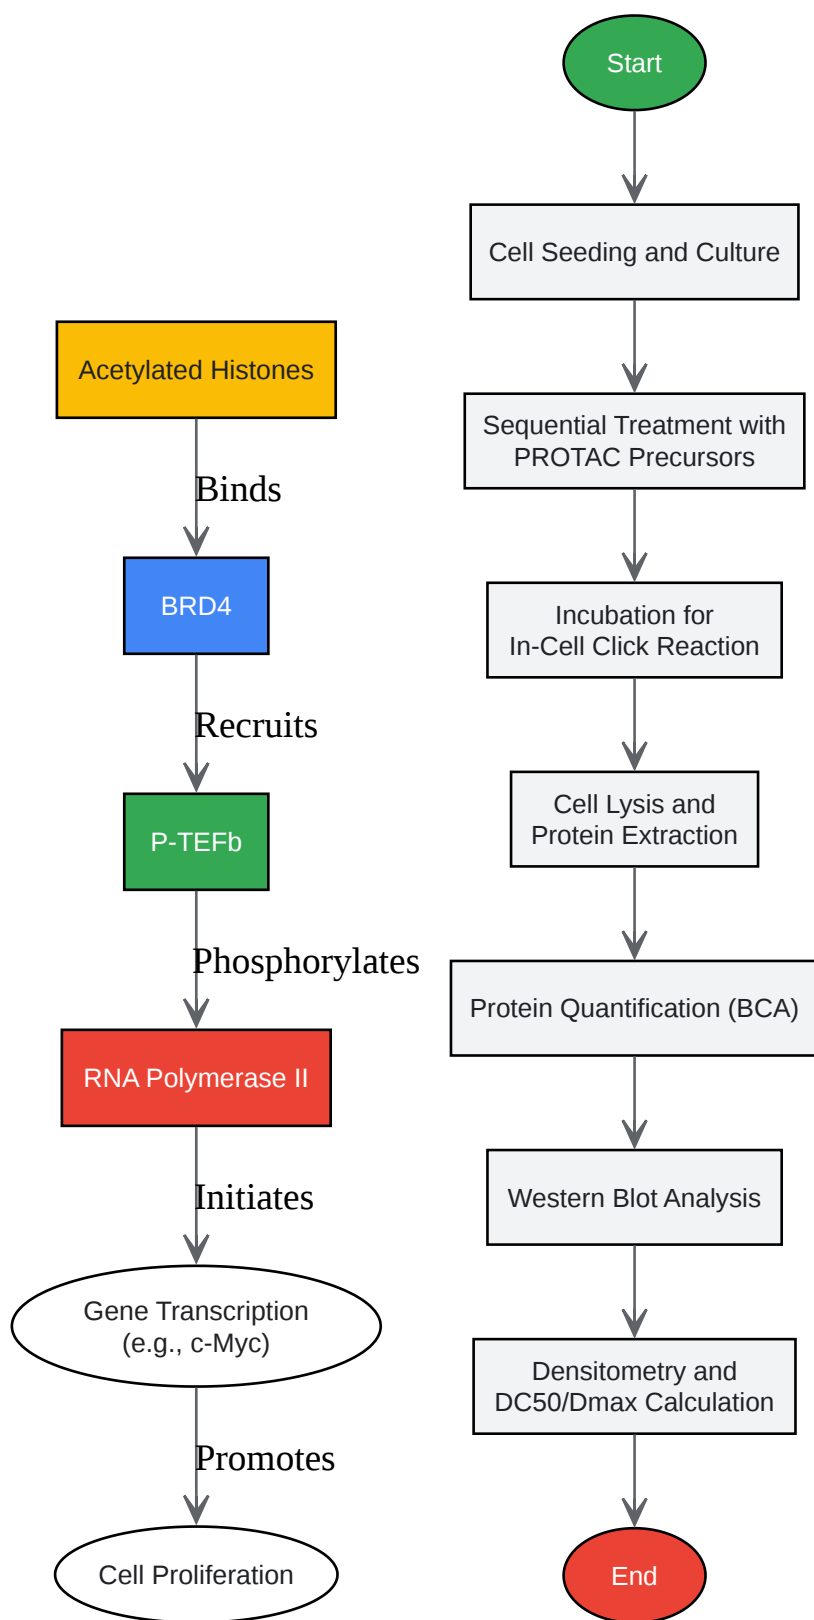 Acetylated Histones
Binds
BRD4
Recruits
P-TEFb
Phosphorylates
RNA Polymerase II
Initiates
Gene Transcription
(e.g., c-Myc)
Promotes
Cell Proliferation
Start
Cell Seeding and Culture
Sequential Treatment with
PROTAC Precursors
Incubation for
In-Cell Click Reaction
Cell Lysis and
Protein Extraction
Protein Quantification (BCA)
Western Blot Analysis
Densitometry and
DC50/Dmax Calculation
End